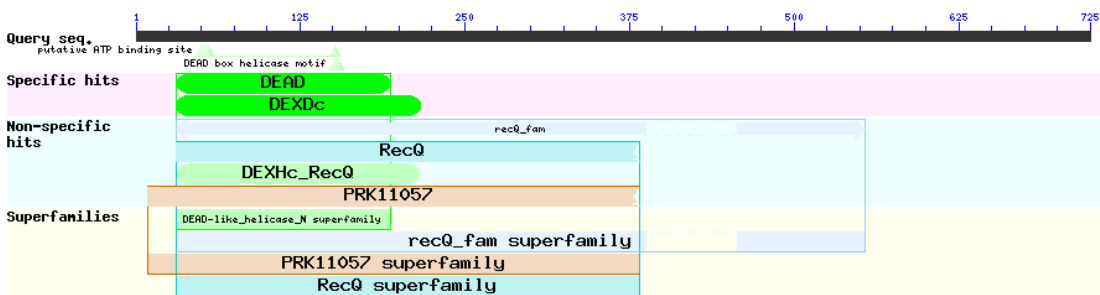 1 125 250 375 500 625 725
Query seq.
putative ATP binding site
DEAD box helicase motif
Specific hits
DEAD
DEXDc
Non-specific hits
recQ_fam
RecQ
DEXHc_RecQ
PRK11057
Superfamilies
DEAD-like_helicase_N superfamily
recQ_fam superfamily
PRK11057 superfamily
RecQ superfamily